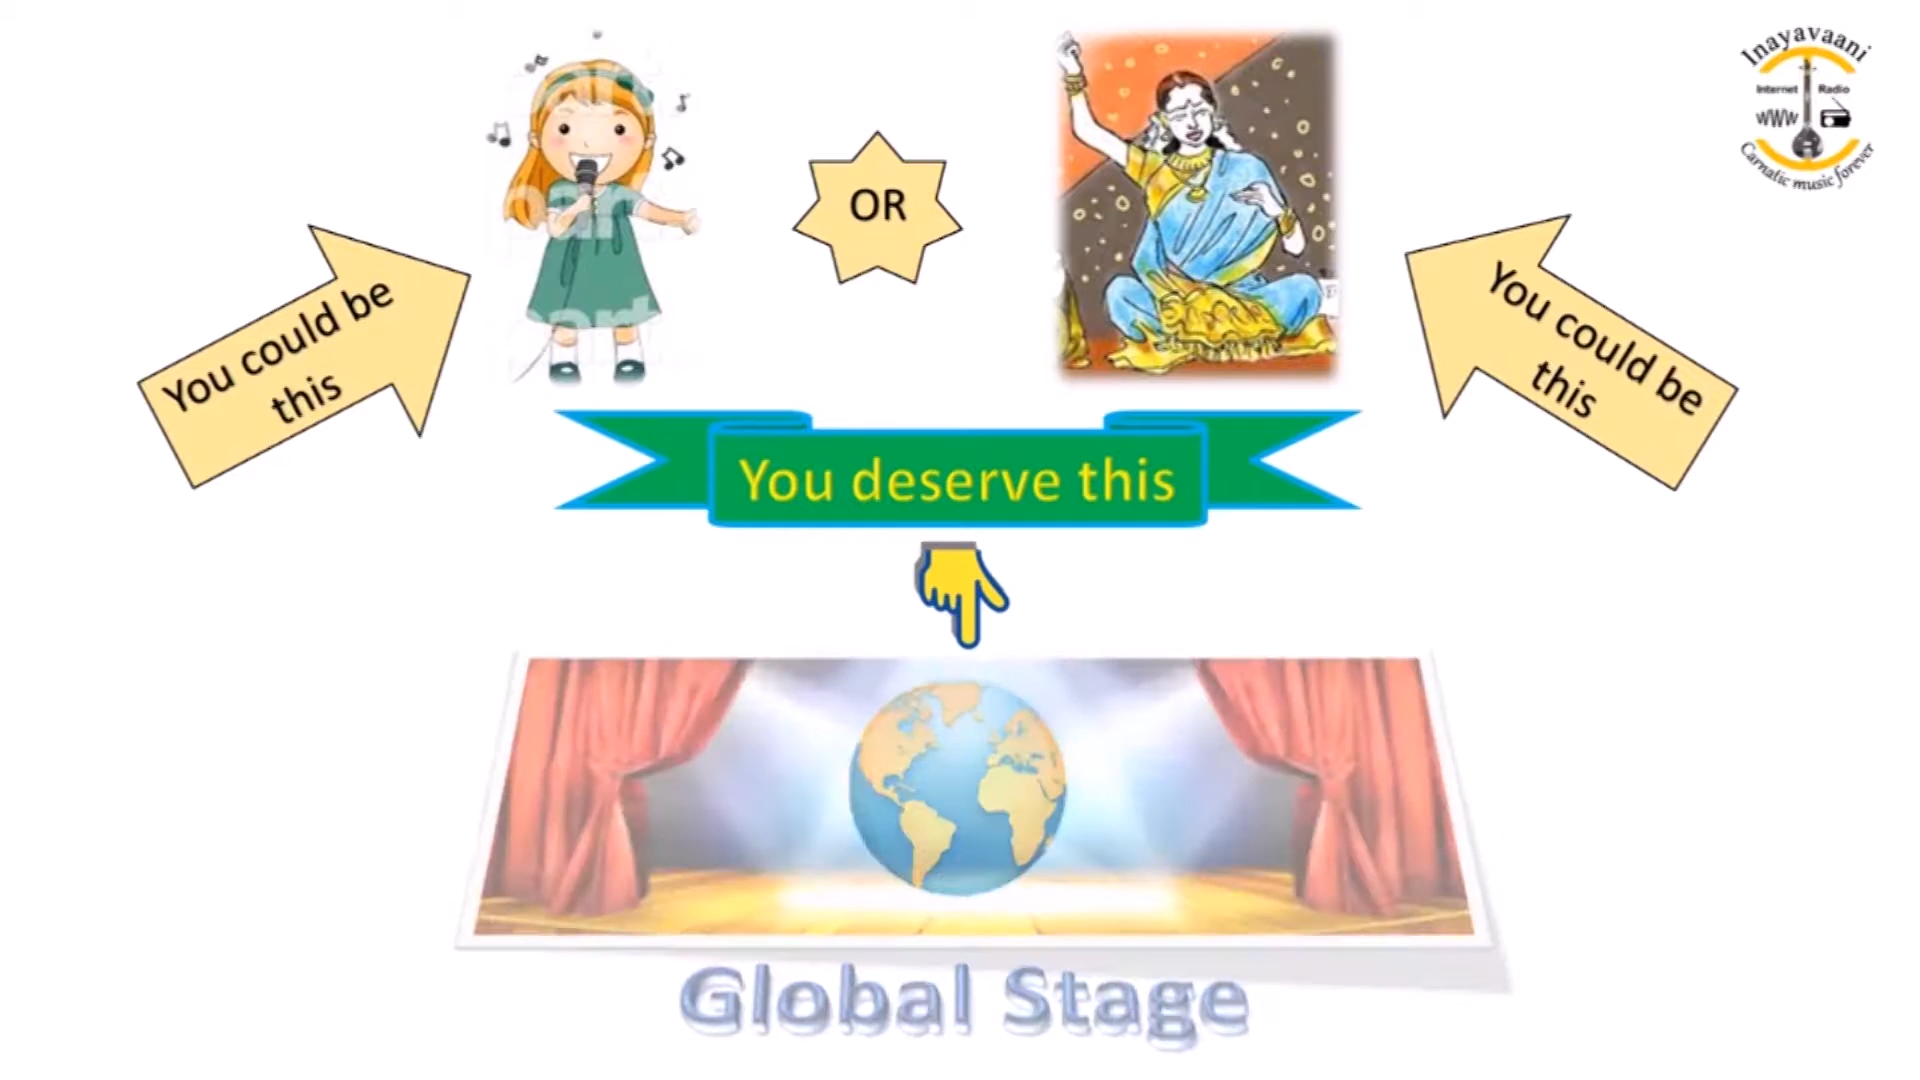 Inayavaani
Internet Radio
WWW
Carnatic music forever
OR
You could be
this
You could be
this
You deserve this
Global Stage